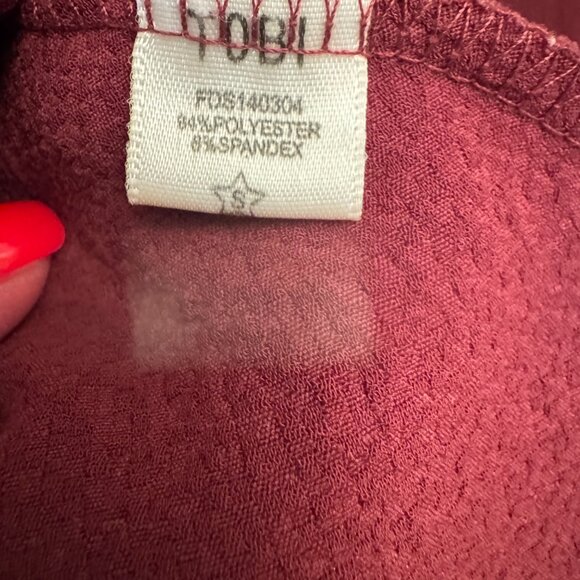 TOBI
FDS140304
94%POLYESTER
6%SPANDEX
S